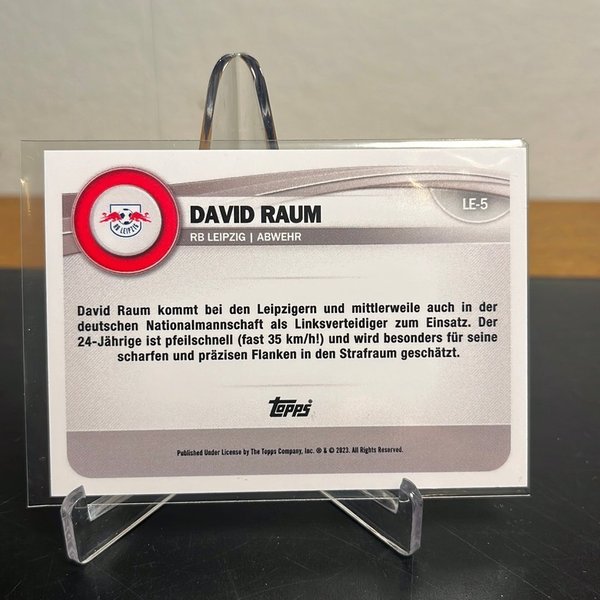 DAVID RAUM
LE-5
RB LEIPZIG | ABWEHR
RB LEIPZIG
David Raum kommt bei den Leipzigern und mittlerweile auch in der
deutschen Nationalmannschaft als Linksverteidiger zum Einsatz. Der
24-Jährige ist pfeilschnell (fast 35 km/h!) und wird besonders für seine
scharfen und präzisen Flanken in den Strafraum geschätzt.
Topps
Published Under License by The Topps Company, Inc. ® & © 2023. All Rights Reserved.